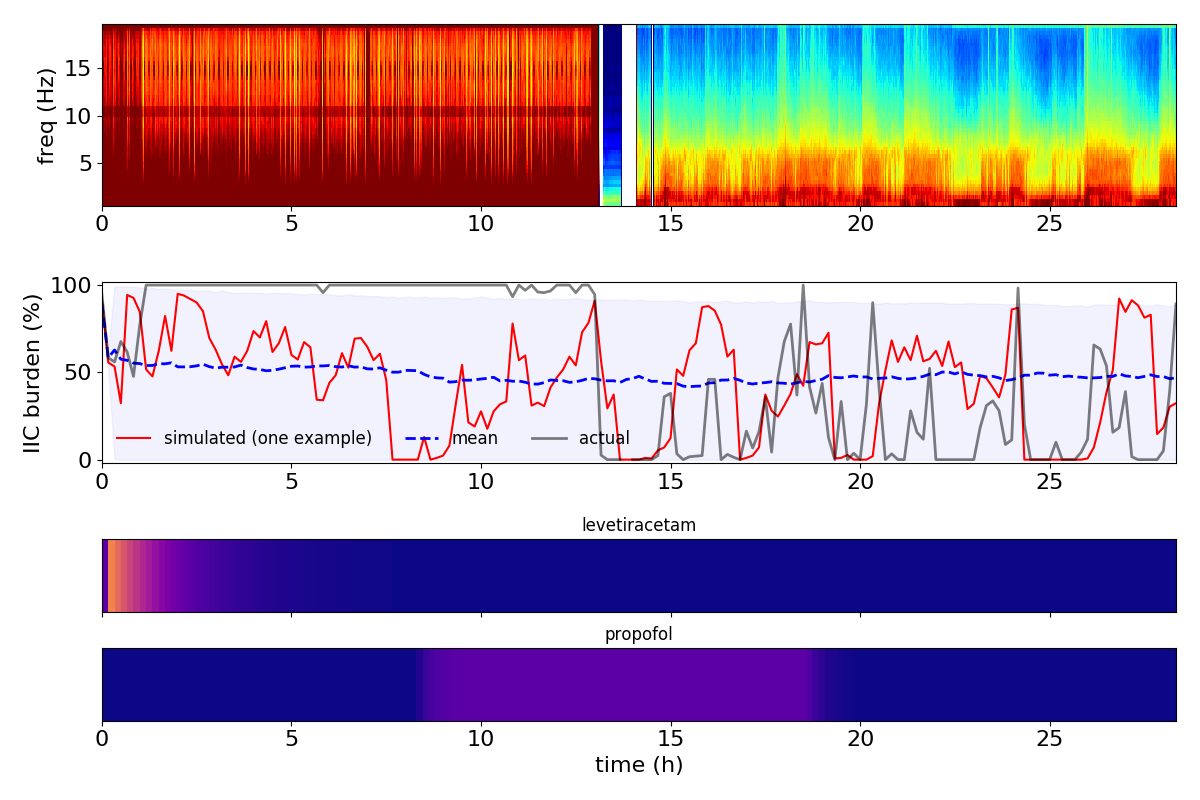 freq (Hz)
15
10
5
0 5 10 15 20 25
IIC burden (%)
100
50
0
simulated (one example) mean actual
0 5 10 15 20 25
levetiracetam
propofol
0 5 10 15 20 25
time (h)